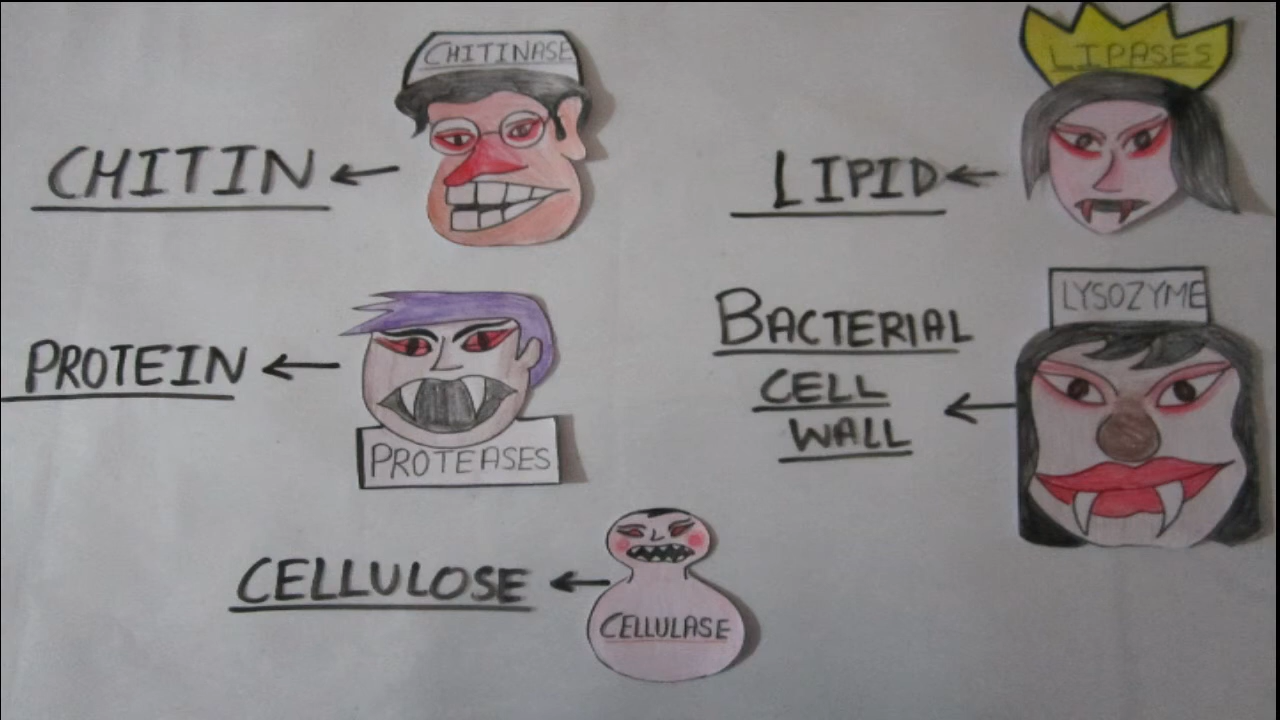 CHITINASE
CHITIN
LIPASES
LIPID
PROTEIN
PROTEASES
LYSOZYME
BACTERIAL
CELL
WALL
CELLULOSE
CELLULASE